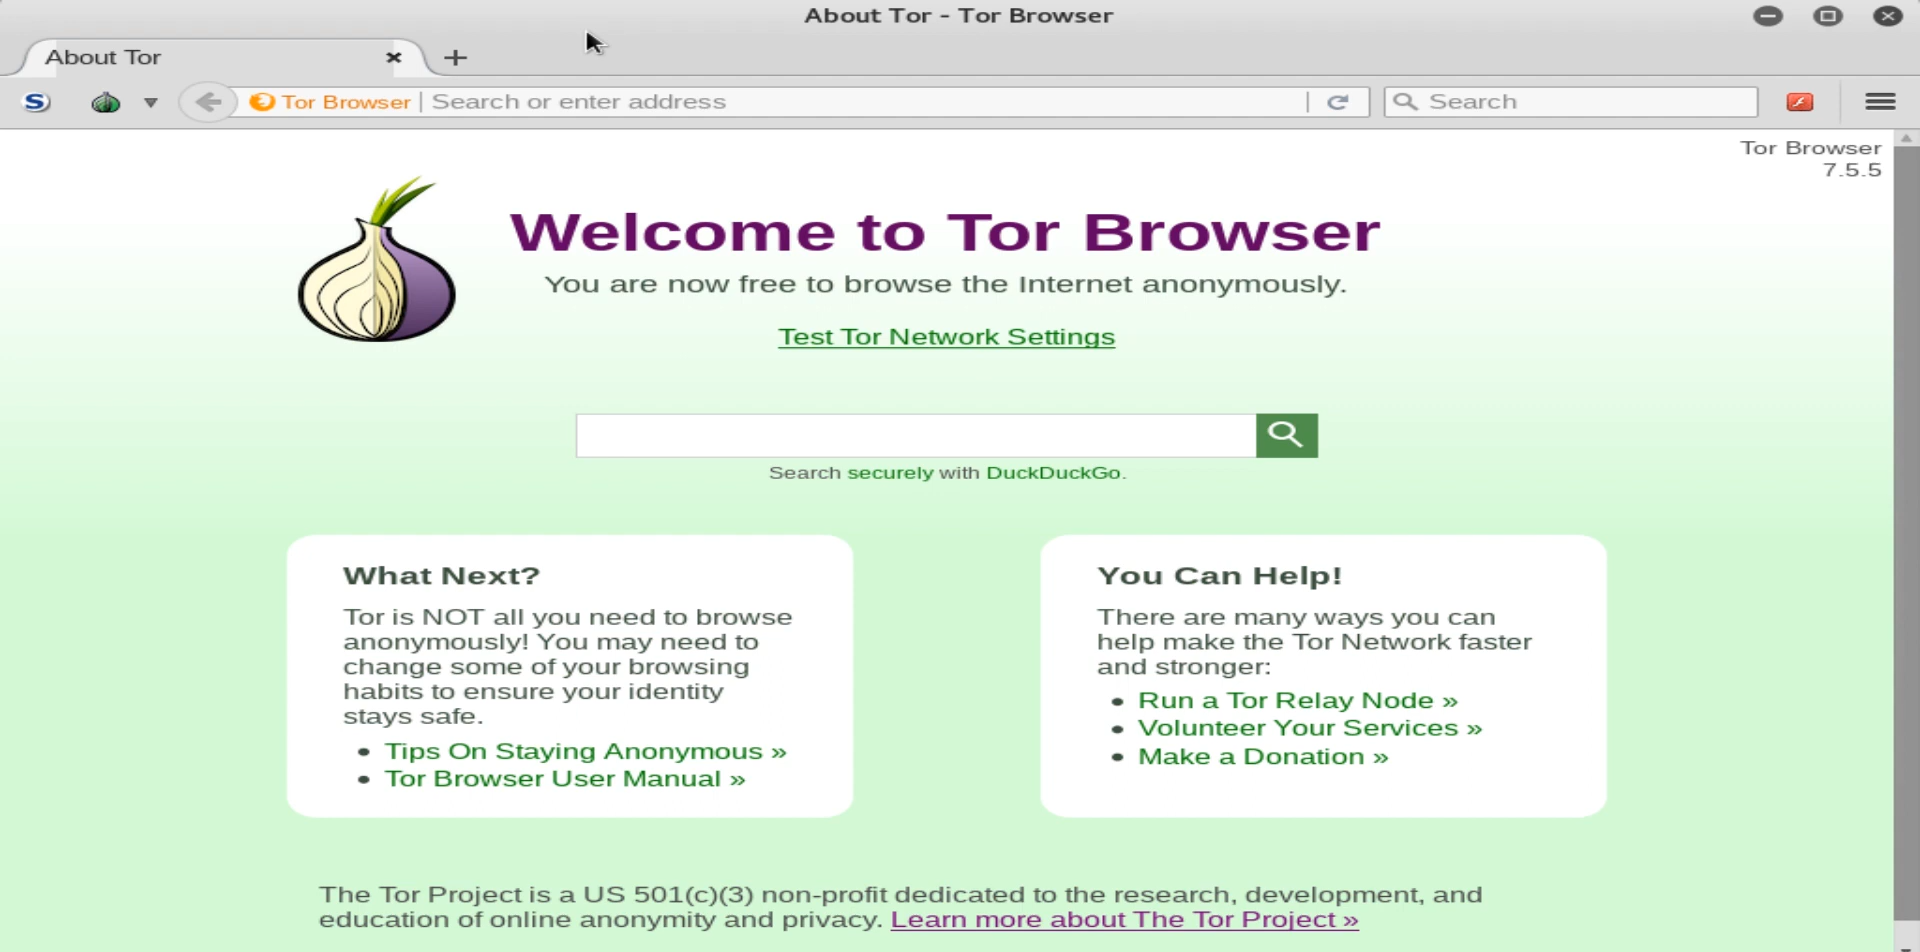 About Tor - Tor Browser
About Tor
Tor Browser Search or enter address
Search
Tor Browser
7.5.5
Welcome to Tor Browser
You are now free to browse the Internet anonymously.
Test Tor Network Settings
Search securely with DuckDuckGo.
What Next?
Tor is NOT all you need to browse
anonymously! You may need to
change some of your browsing
habits to ensure your identity
stays safe.
• Tips On Staying Anonymous »
• Tor Browser User Manual »
You Can Help!
There are many ways you can
help make the Tor Network faster
and stronger:
• Run a Tor Relay Node »
• Volunteer Your Services »
• Make a Donation »
The Tor Project is a US 501(c)(3) non-profit dedicated to the research, development, and
education of online anonymity and privacy. Learn more about The Tor Project »